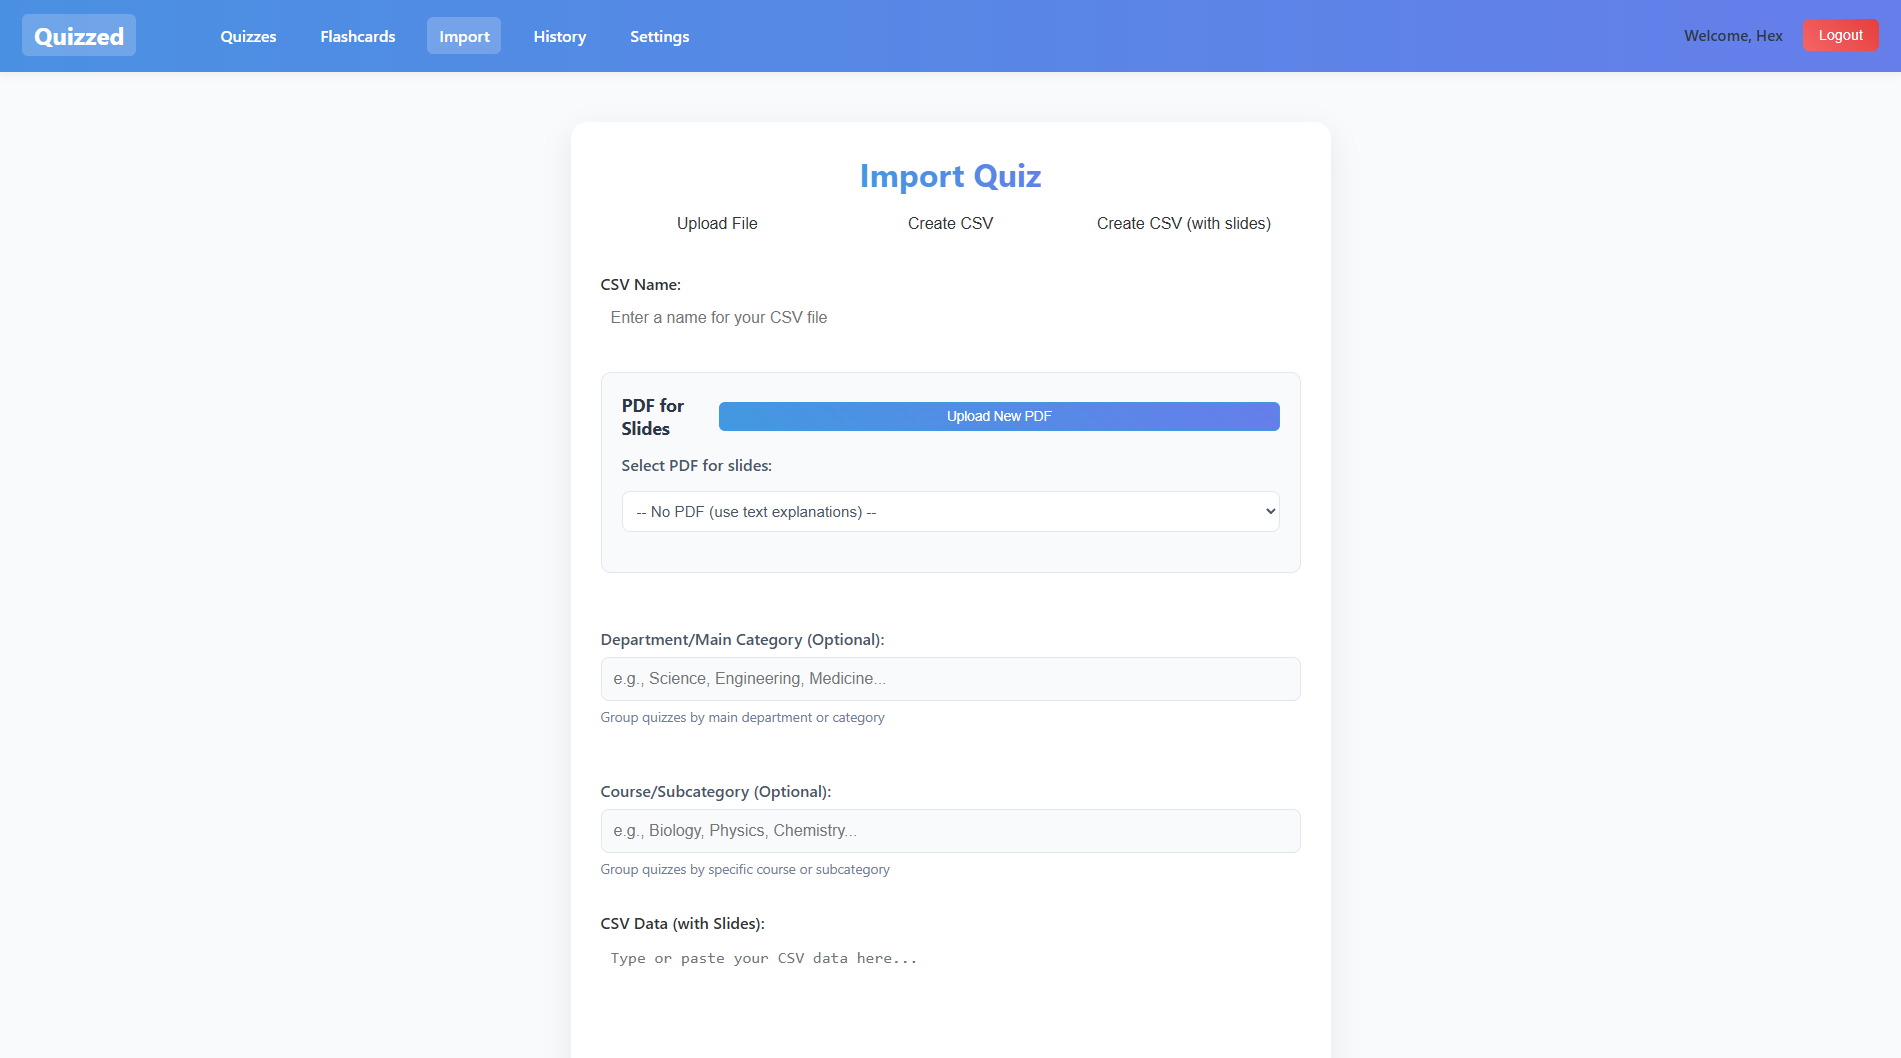 Quizzed
Quizzes
Flashcards
Import
History
Settings
Welcome, Hex
Logout
Import Quiz
Upload File
Create CSV
Create CSV (with slides)
CSV Name:
Enter a name for your CSV file
PDF for
Slides
Upload New PDF
Select PDF for slides:
-- No PDF (use text explanations) --
Department/Main Category (Optional):
e.g., Science, Engineering, Medicine...
Group quizzes by main department or category
Course/Subcategory (Optional):
e.g., Biology, Physics, Chemistry...
Group quizzes by specific course or subcategory
CSV Data (with Slides):
Type or paste your CSV data here...